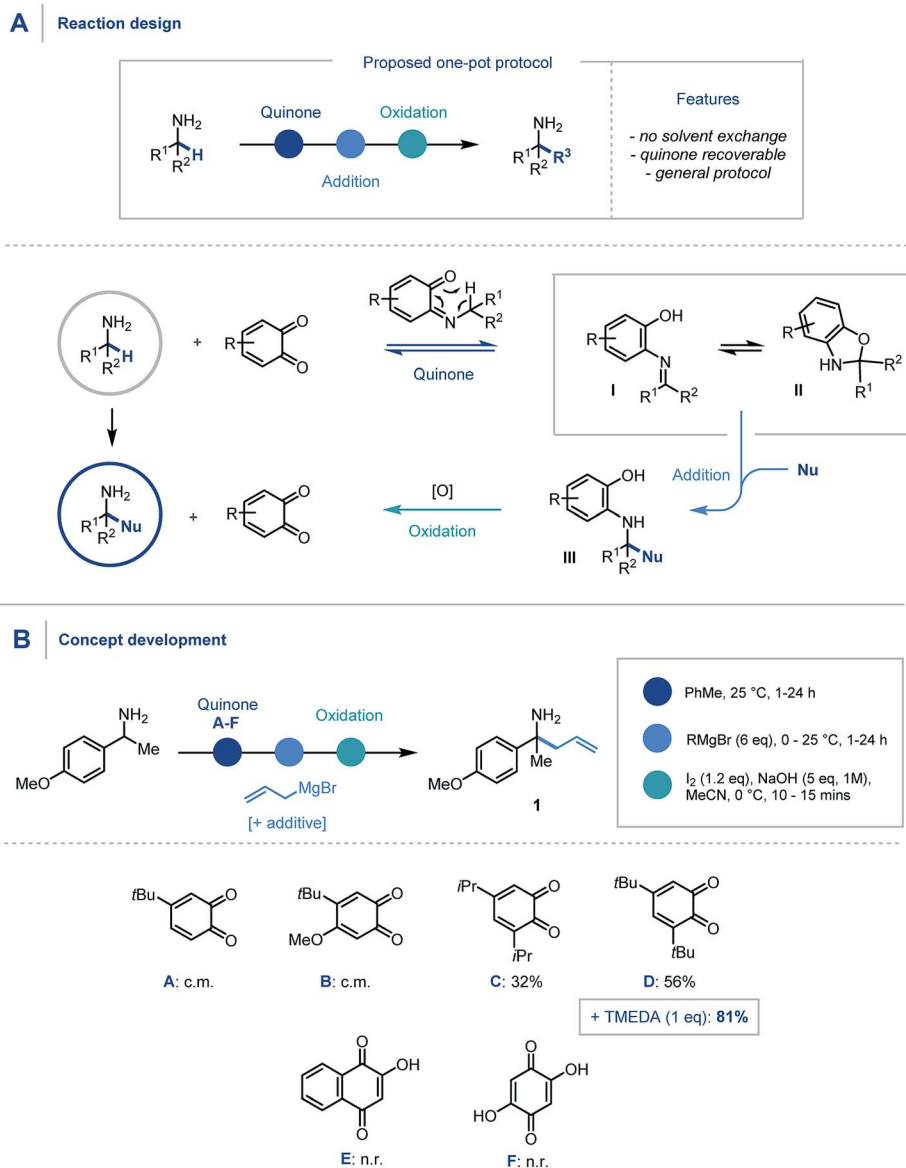 A
Reaction design
Proposed one-pot protocol
NH2
R1
H
R2
Quinone
Oxidation
Addition
NH2
R1
R3
R2
Features
- no solvent exchange
- quinone recoverable
- general protocol
NH2
R1
H
R2
+
R
O
O
R
O
H
R1
N
R2
Quinone
R
OH
N
R1
R2
I
R
O
HN
R2
R1
II
Addition
Nu
NH2
R1
Nu
R2
+
R
O
O
[O]
Oxidation
R
OH
NH
R1
Nu
R2
III
B
Concept development
NH2
Me
MeO
Quinone
A-F
Oxidation
MgBr
[+ additive]
NH2
Me
MeO
1
PhMe, 25 °C, 1-24 h
RMgBr (6 eq), 0 - 25 °C, 1-24 h
I2 (1.2 eq), NaOH (5 eq, 1M),
MeCN, 0 °C, 10 - 15 mins
tBu
O
O
A: c.m.
tBu
O
MeO
O
B: c.m.
iPr
O
O
iPr
C: 32%
tBu
O
O
tBu
D: 56%
+ TMEDA (1 eq): 81%
O
OH
O
E: n.r.
O
OH
HO
O
F: n.r.